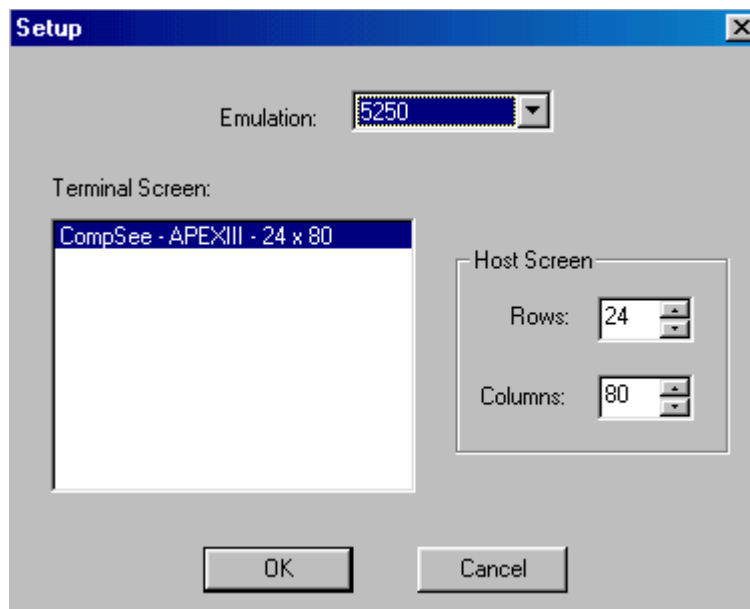 Setup
Emulation: 5250
Terminal Screen:
CompSee - APEXIII - 24 x 80
Host Screen
Rows: 24
Columns: 80
OK Cancel